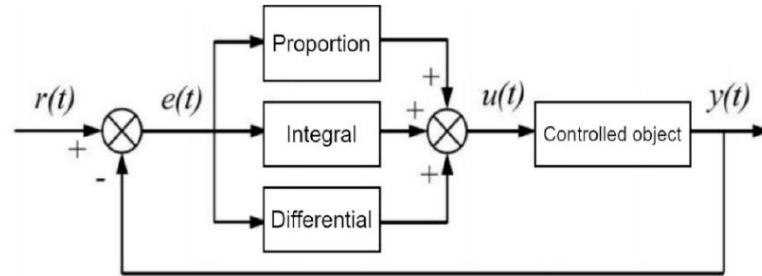 Proportion
r(t)
e(t)
+
+
u(t)
y(t)
+
Integral
Controlled object
-
+
Differential